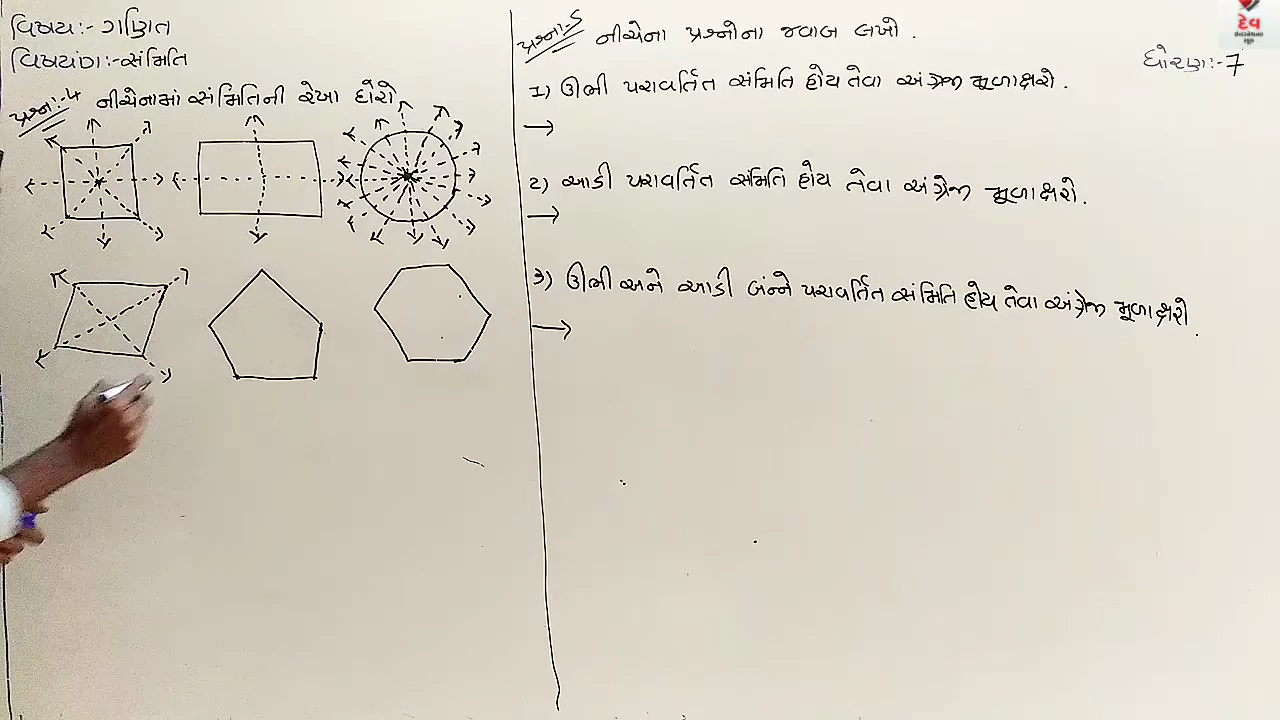 વિષય:- ગણિત
વિષયાંગ:- સંમિતિ
પ્રશ્ન:-૪ નીચેનામાં સંમિતિની રેખા દોરો
પ્રશ્ન-૬ નીચેના પ્રશ્નોના જવાબ લખો .
ધોરણ:- 7
1) ઊભી પરાવર્તિત સંમિતિ હોય તેવા અંગ્રેજી મૂળાક્ષરો .
→
૨) આડી પરાવર્તિત સંમિતિ હોય તેવા અંગ્રેજી મૂળાક્ષરો .
→
૩) ઊભી અને આડી બંન્ને પરાવર્તિત સંમિતિ હોય તેવા અંગ્રેજી મૂળાક્ષરો .
→
દેવ